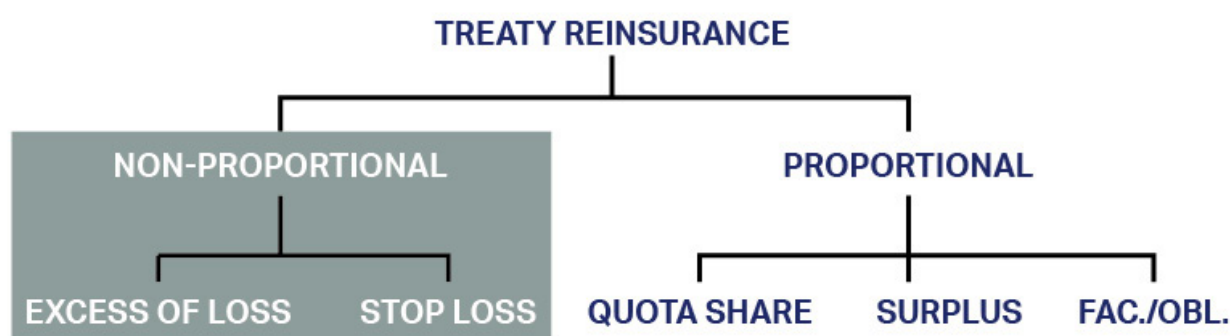 TREATY REINSURANCE
NON-PROPORTIONAL
PROPORTIONAL
EXCESS OF LOSS
STOP LOSS
QUOTA SHARE
SURPLUS
FAC./OBL.